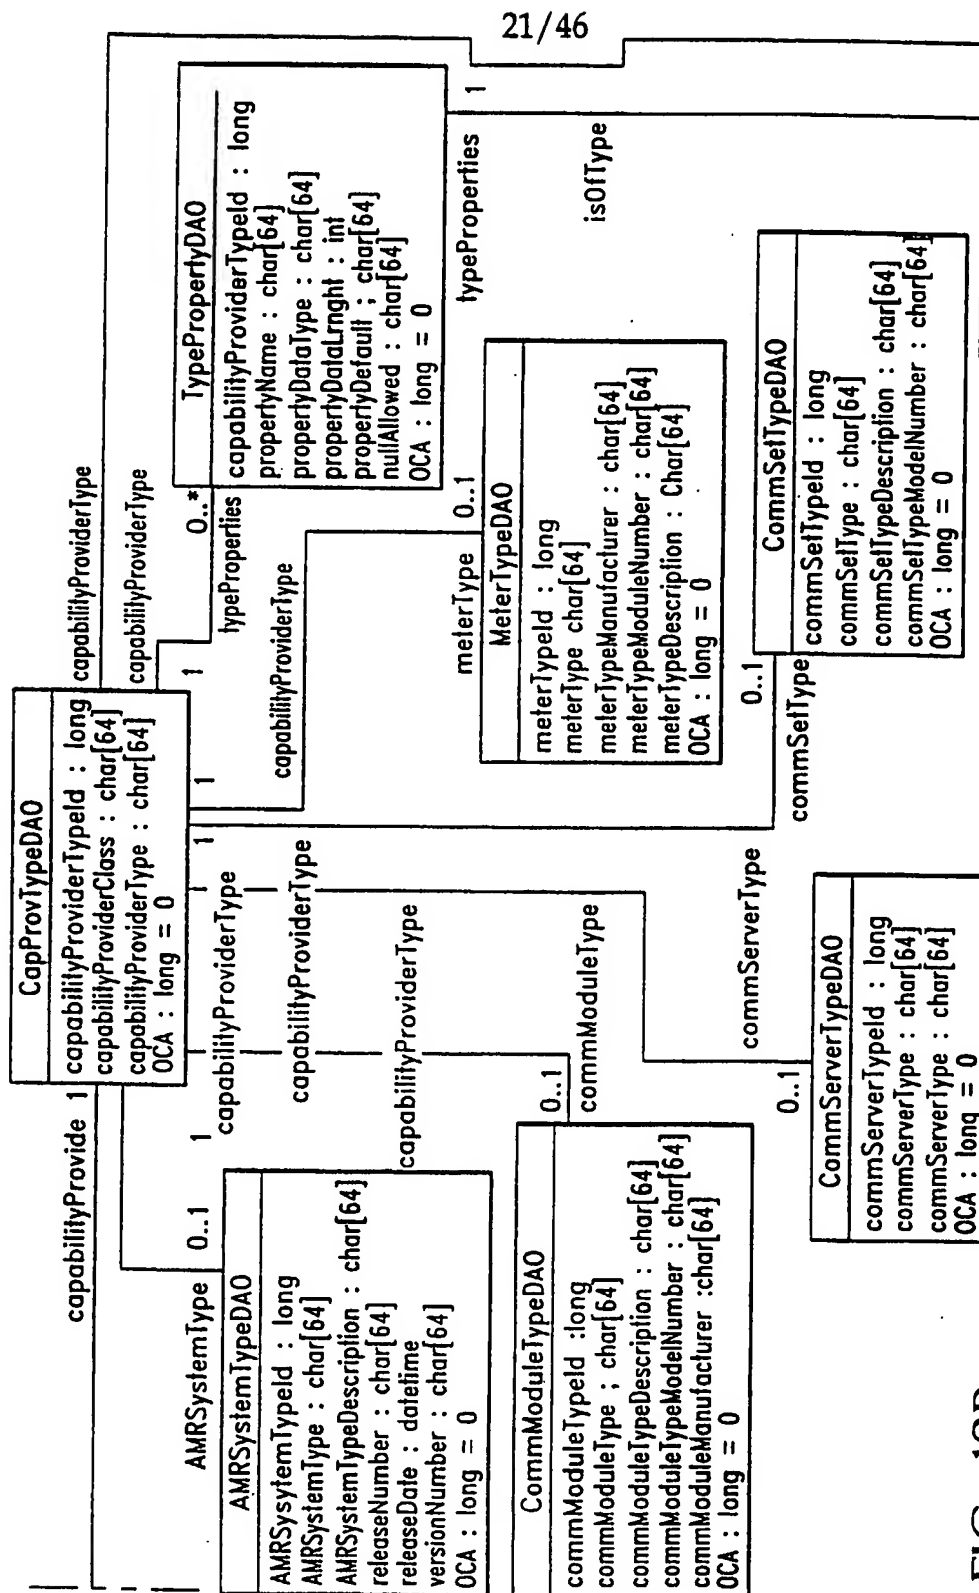 21/46
CapProvTypeDAO
capabilityProviderTypeId : long
capabilityProviderClass : char[64]
capabilityProviderType : char[64]
OCA : long = 0
capabilityProvide 1
capabilityProviderType
capabilityProviderType
1
0..*
typeProperties
TypePropertyDAO
capabilityProviderTypeId : long
propertyName : char[64]
propertyDataType : char[64]
propertyDataLrnght : int
propertyDefault ; char[64]
nullAllowed : char[64]
OCA : long = 0
1
typeProperties
isOfType
1
capabilityProviderType
meterType
0..1
MeterTypeDAO
meterTypeId : long
meterType char[64]
meterTypeManufacturer : char[64]
meterTypeModuleNumber : char[64]
meterTypeDescription : Char[64]
OCA : long = 0
1
capabilityProviderType
commSetType
0..1
CommSetTypeDAO
commSetTypeId : long
commSetType : char[64]
commSetTypeDescription : char[64]
commSetTypeModelNumber : char[64]
OCA : long = 0
1
capabilityProviderType
commServerType
0..1
CommServerTypeDAO
commServerTypeId : long
commServerType : char[64]
commServerType : char[64]
OCA : long = 0
1
capabilityProviderType
commModuleType
0..1
CommModuleTypeDAO
commModuleTypeId :long
commModuleType ; char[64]
commModuleTypeDescription : char[64]
commModuleTypeModelNumber : char[64]
commModuleManufacturer :char[64]
OCA : long = 0
1
AMRSystemType
0..1
AMRSystemTypeDAO
AMRSysytemTypeId : long
AMRSystemType : char[64]
AMRSystemTypeDescription : char[64]
releaseNumber : char[64]
releaseDate : datetime
versionNumber : char[64]
OCA : long = 0